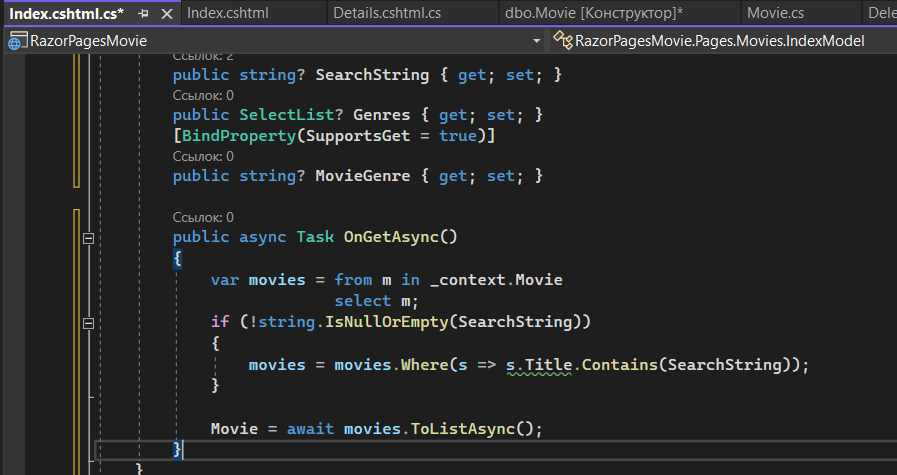 Index.cshtml.cs* Index.cshtml Details.cshtml.cs dbo.Movie [Конструктор]* Movie.cs Dele
RazorPagesMovie RazorPagesMovie.Pages.Movies.IndexModel
Ссылок: 2
public string? SearchString { get; set; }
Ссылок: 0
public SelectList? Genres { get; set; }
[BindProperty(SupportsGet = true)]
Ссылок: 0
public string? MovieGenre { get; set; }
Ссылок: 0
public async Task OnGetAsync()
{
var movies = from m in _context.Movie
select m;
if (!string.IsNullOrEmpty(SearchString))
{
movies = movies.Where(s => s.Title.Contains(SearchString));
}
Movie = await movies.ToListAsync();
}
}